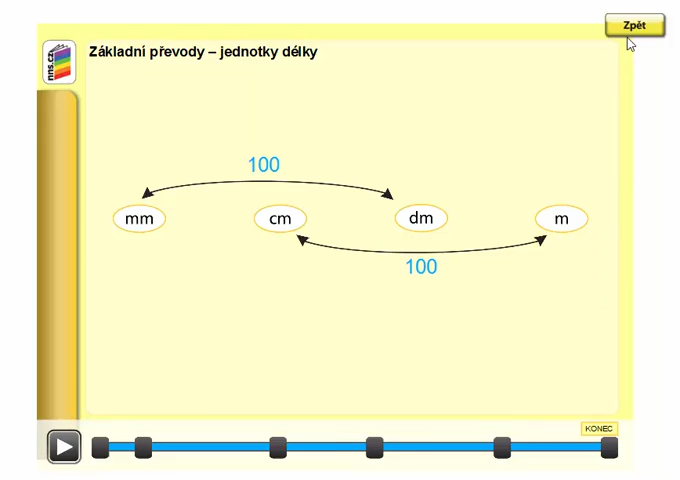 Zpět
nns.cz
Základní převody – jednotky délky
100
mm cm dm m
100
KONEC